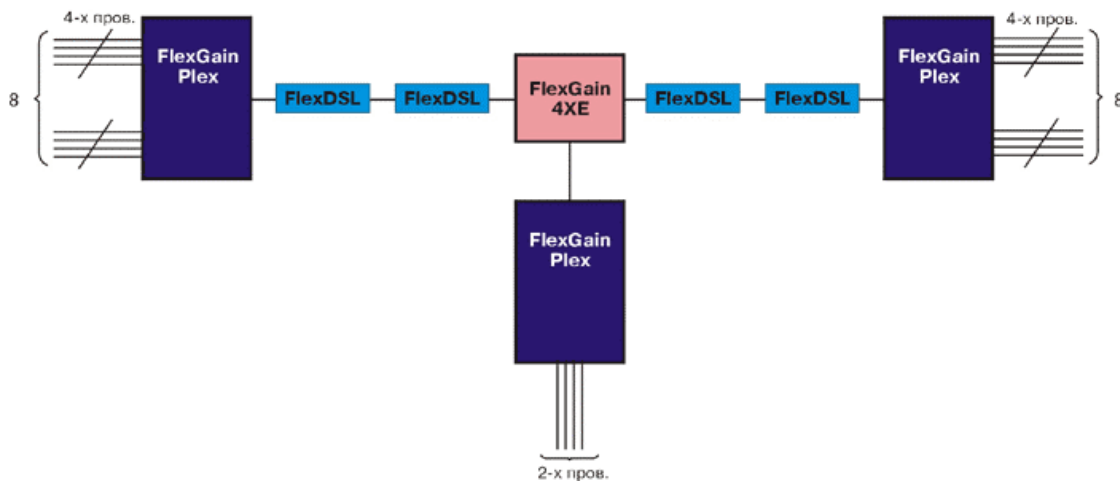 4-х пров.
8
FlexGain
Plex
FlexDSL
FlexDSL
FlexGain
4XE
FlexDSL
FlexDSL
FlexGain
Plex
4-х пров.
8
FlexGain
Plex
2-х пров.